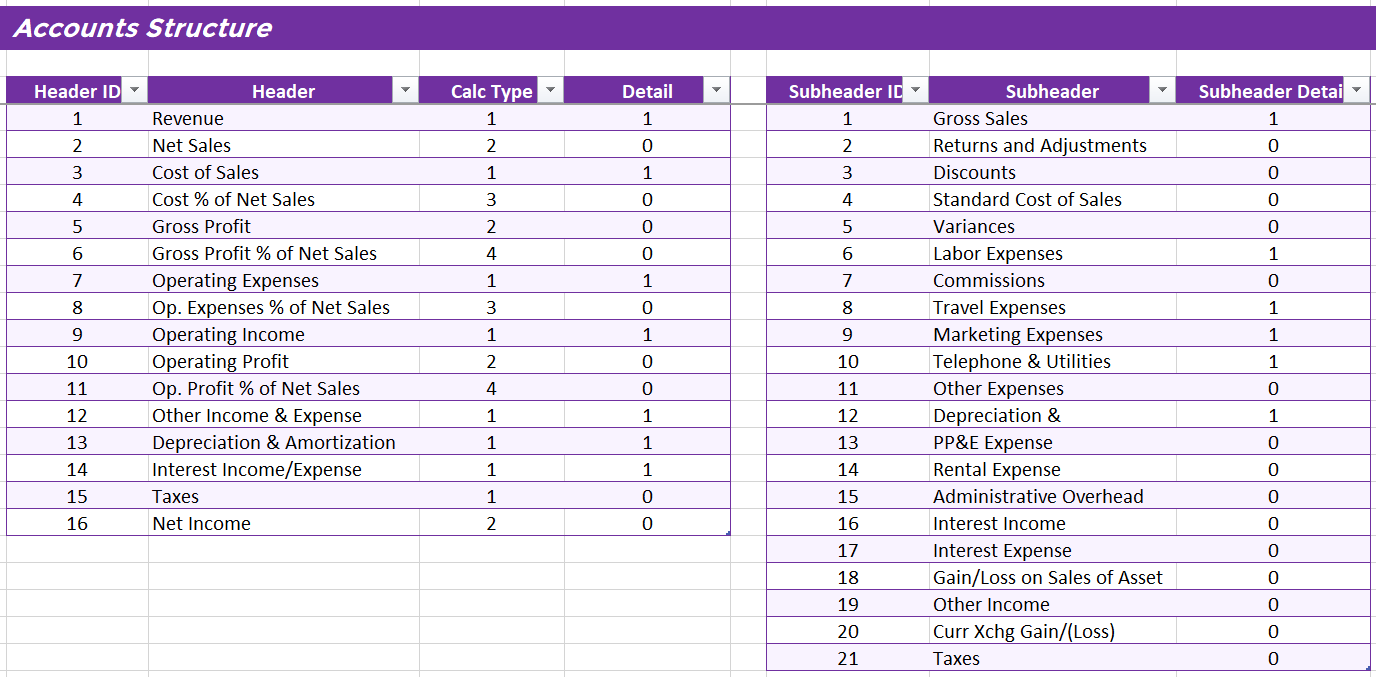 Accounts Structure
Header ID Header Calc Type Detail
1 Revenue 1 1
2 Net Sales 2 0
3 Cost of Sales 1 1
4 Cost % of Net Sales 3 0
5 Gross Profit 2 0
6 Gross Profit % of Net Sales 4 0
7 Operating Expenses 1 1
8 Op. Expenses % of Net Sales 3 0
9 Operating Income 1 1
10 Operating Profit 2 0
11 Op. Profit % of Net Sales 4 0
12 Other Income & Expense 1 1
13 Depreciation & Amortization 1 1
14 Interest Income/Expense 1 1
15 Taxes 1 0
16 Net Income 2 0
Subheader ID Subheader Subheader Detai
1 Gross Sales 1
2 Returns and Adjustments 0
3 Discounts 0
4 Standard Cost of Sales 0
5 Variances 0
6 Labor Expenses 1
7 Commissions 0
8 Travel Expenses 1
9 Marketing Expenses 1
10 Telephone & Utilities 1
11 Other Expenses 0
12 Depreciation & 1
13 PP&E Expense 0
14 Rental Expense 0
15 Administrative Overhead 0
16 Interest Income 0
17 Interest Expense 0
18 Gain/Loss on Sales of Asset 0
19 Other Income 0
20 Curr Xchg Gain/(Loss) 0
21 Taxes 0